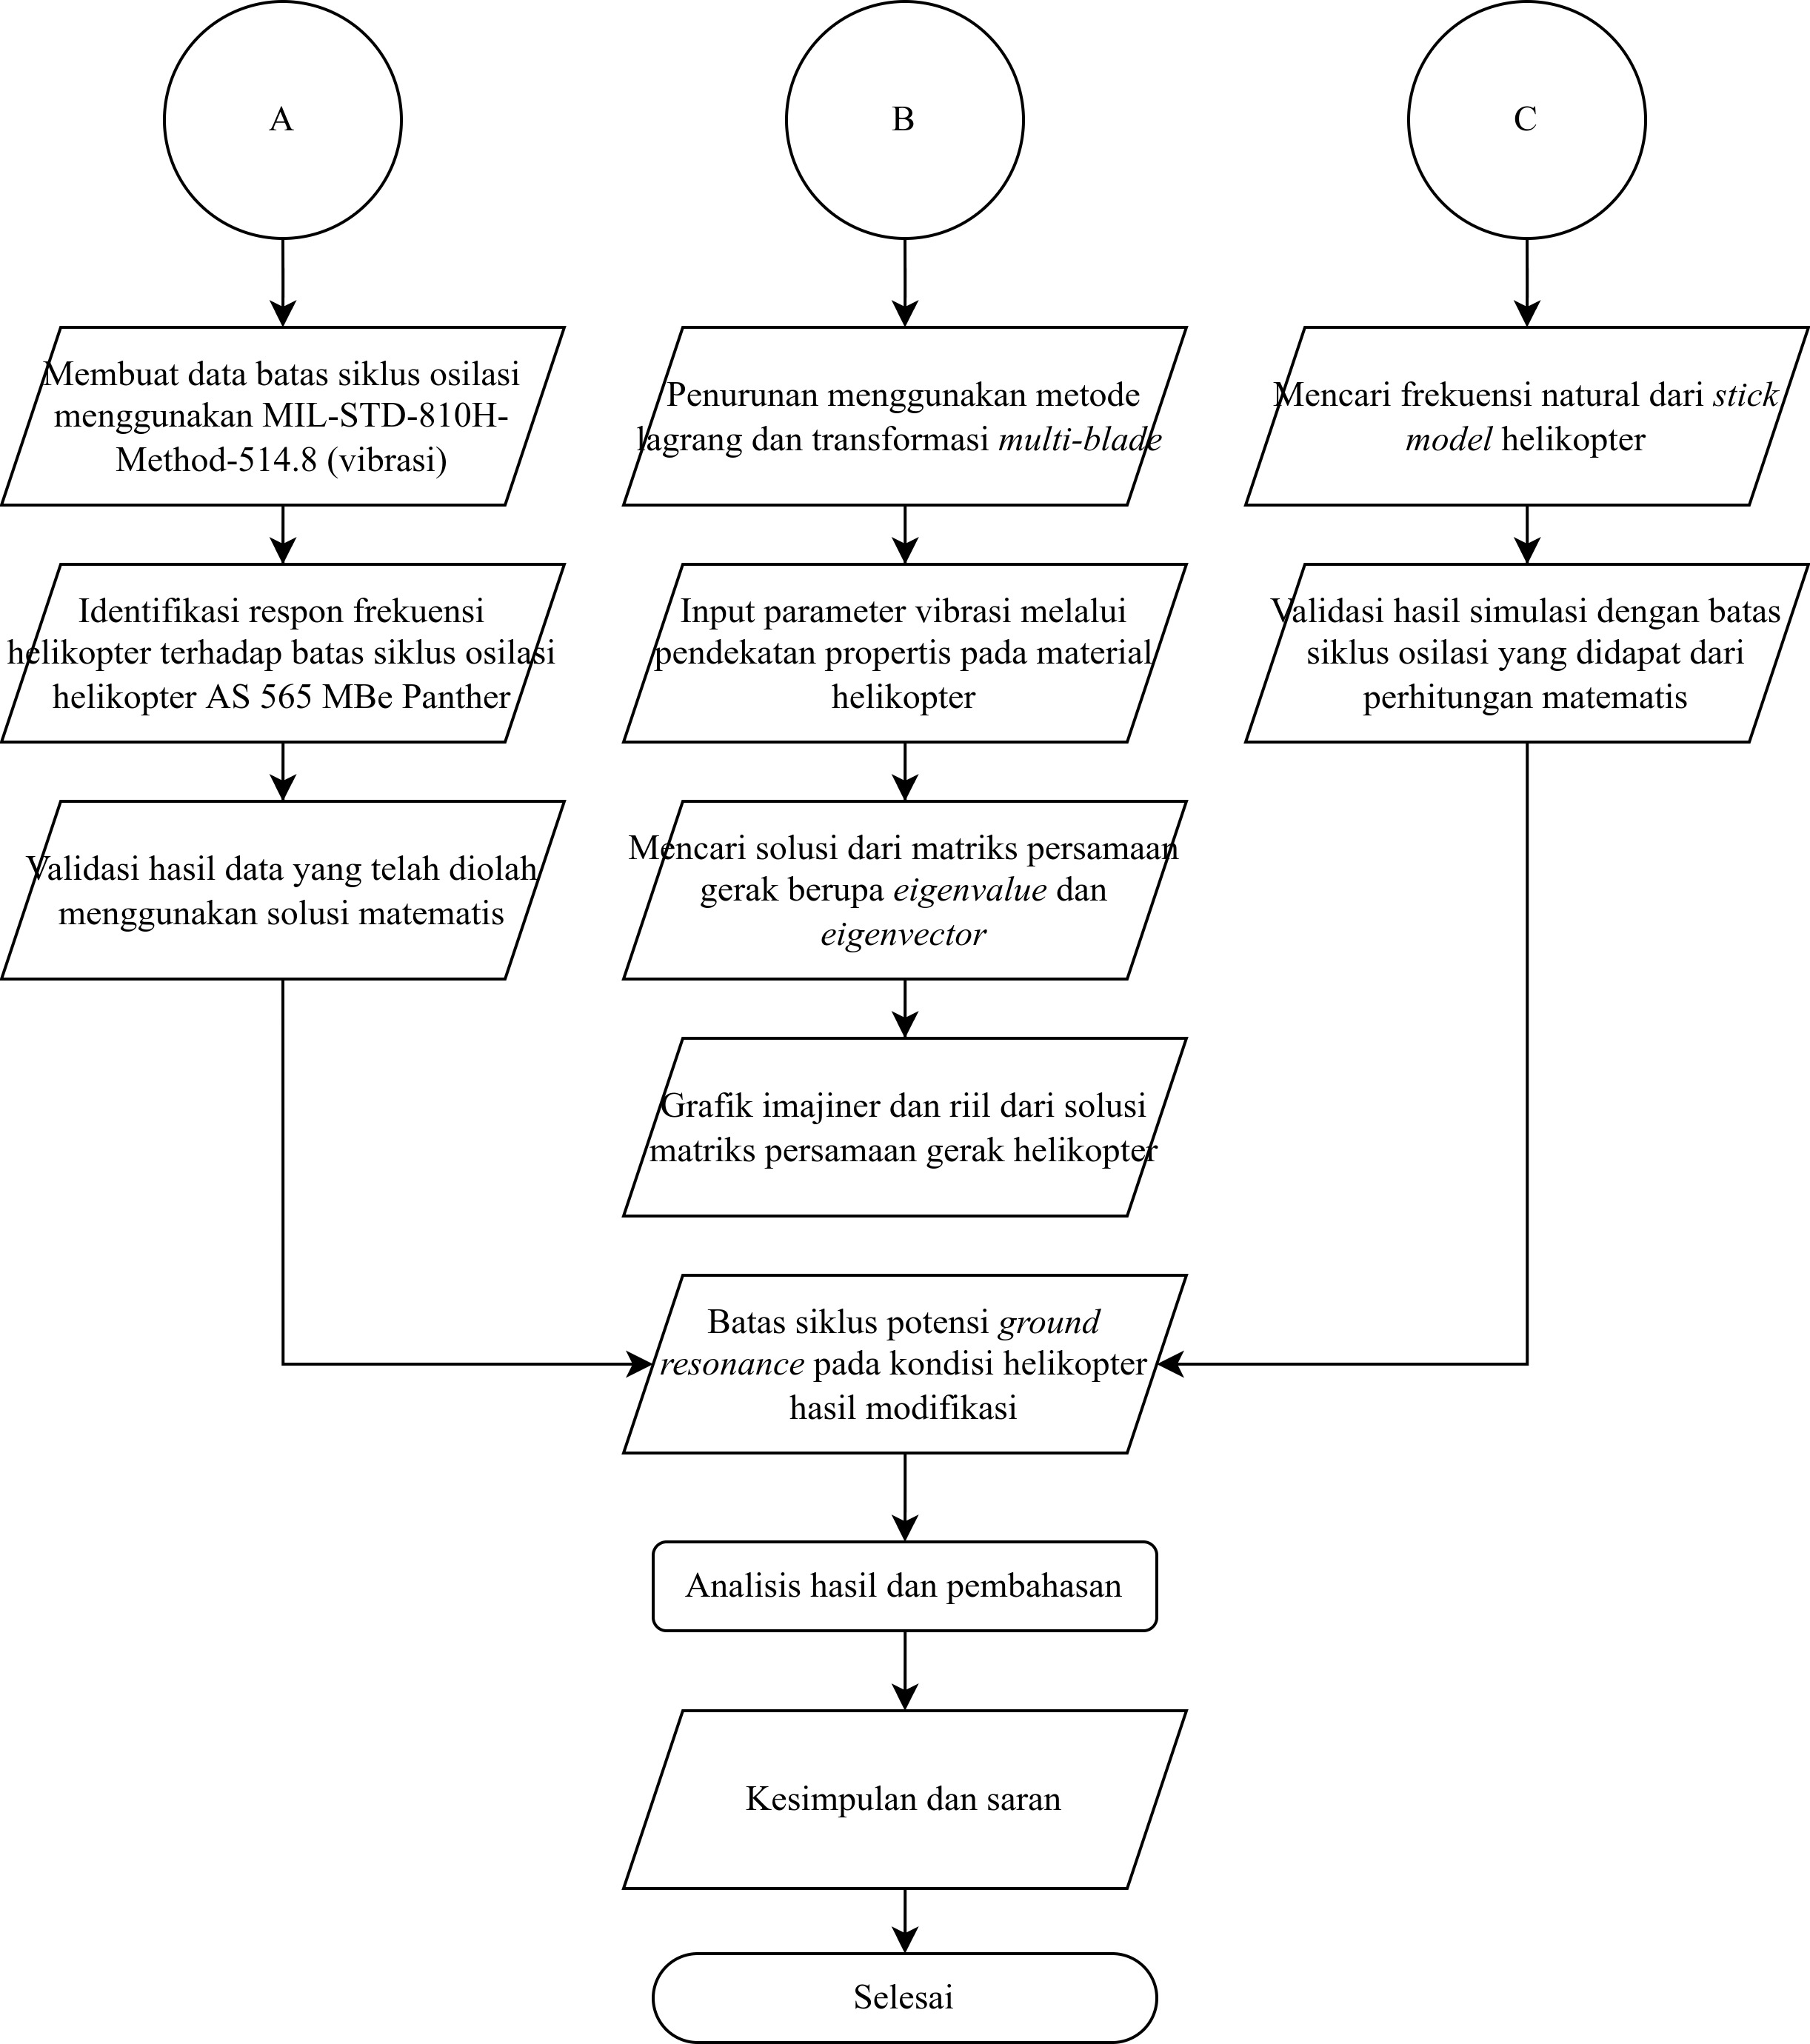 A
B
C
Membuat data batas siklus osilasi
menggunakan MIL-STD-810H-
Method-514.8 (vibrasi)
Penurunan menggunakan metode
lagrang dan transformasi multi-blade
Mencari frekuensi natural dari stick
model helikopter
Identifikasi respon frekuensi
helikopter terhadap batas siklus osilasi
helikopter AS 565 MBe Panther
Input parameter vibrasi melalui
pendekatan propertis pada material
helikopter
Validasi hasil simulasi dengan batas
siklus osilasi yang didapat dari
perhitungan matematis
Validasi hasil data yang telah diolah
menggunakan solusi matematis
Mencari solusi dari matriks persamaan
gerak berupa eigenvalue dan
eigenvector
Grafik imajiner dan riil dari solusi
matriks persamaan gerak helikopter
Batas siklus potensi ground
resonance pada kondisi helikopter
hasil modifikasi
Analisis hasil dan pembahasan
Kesimpulan dan saran
Selesai